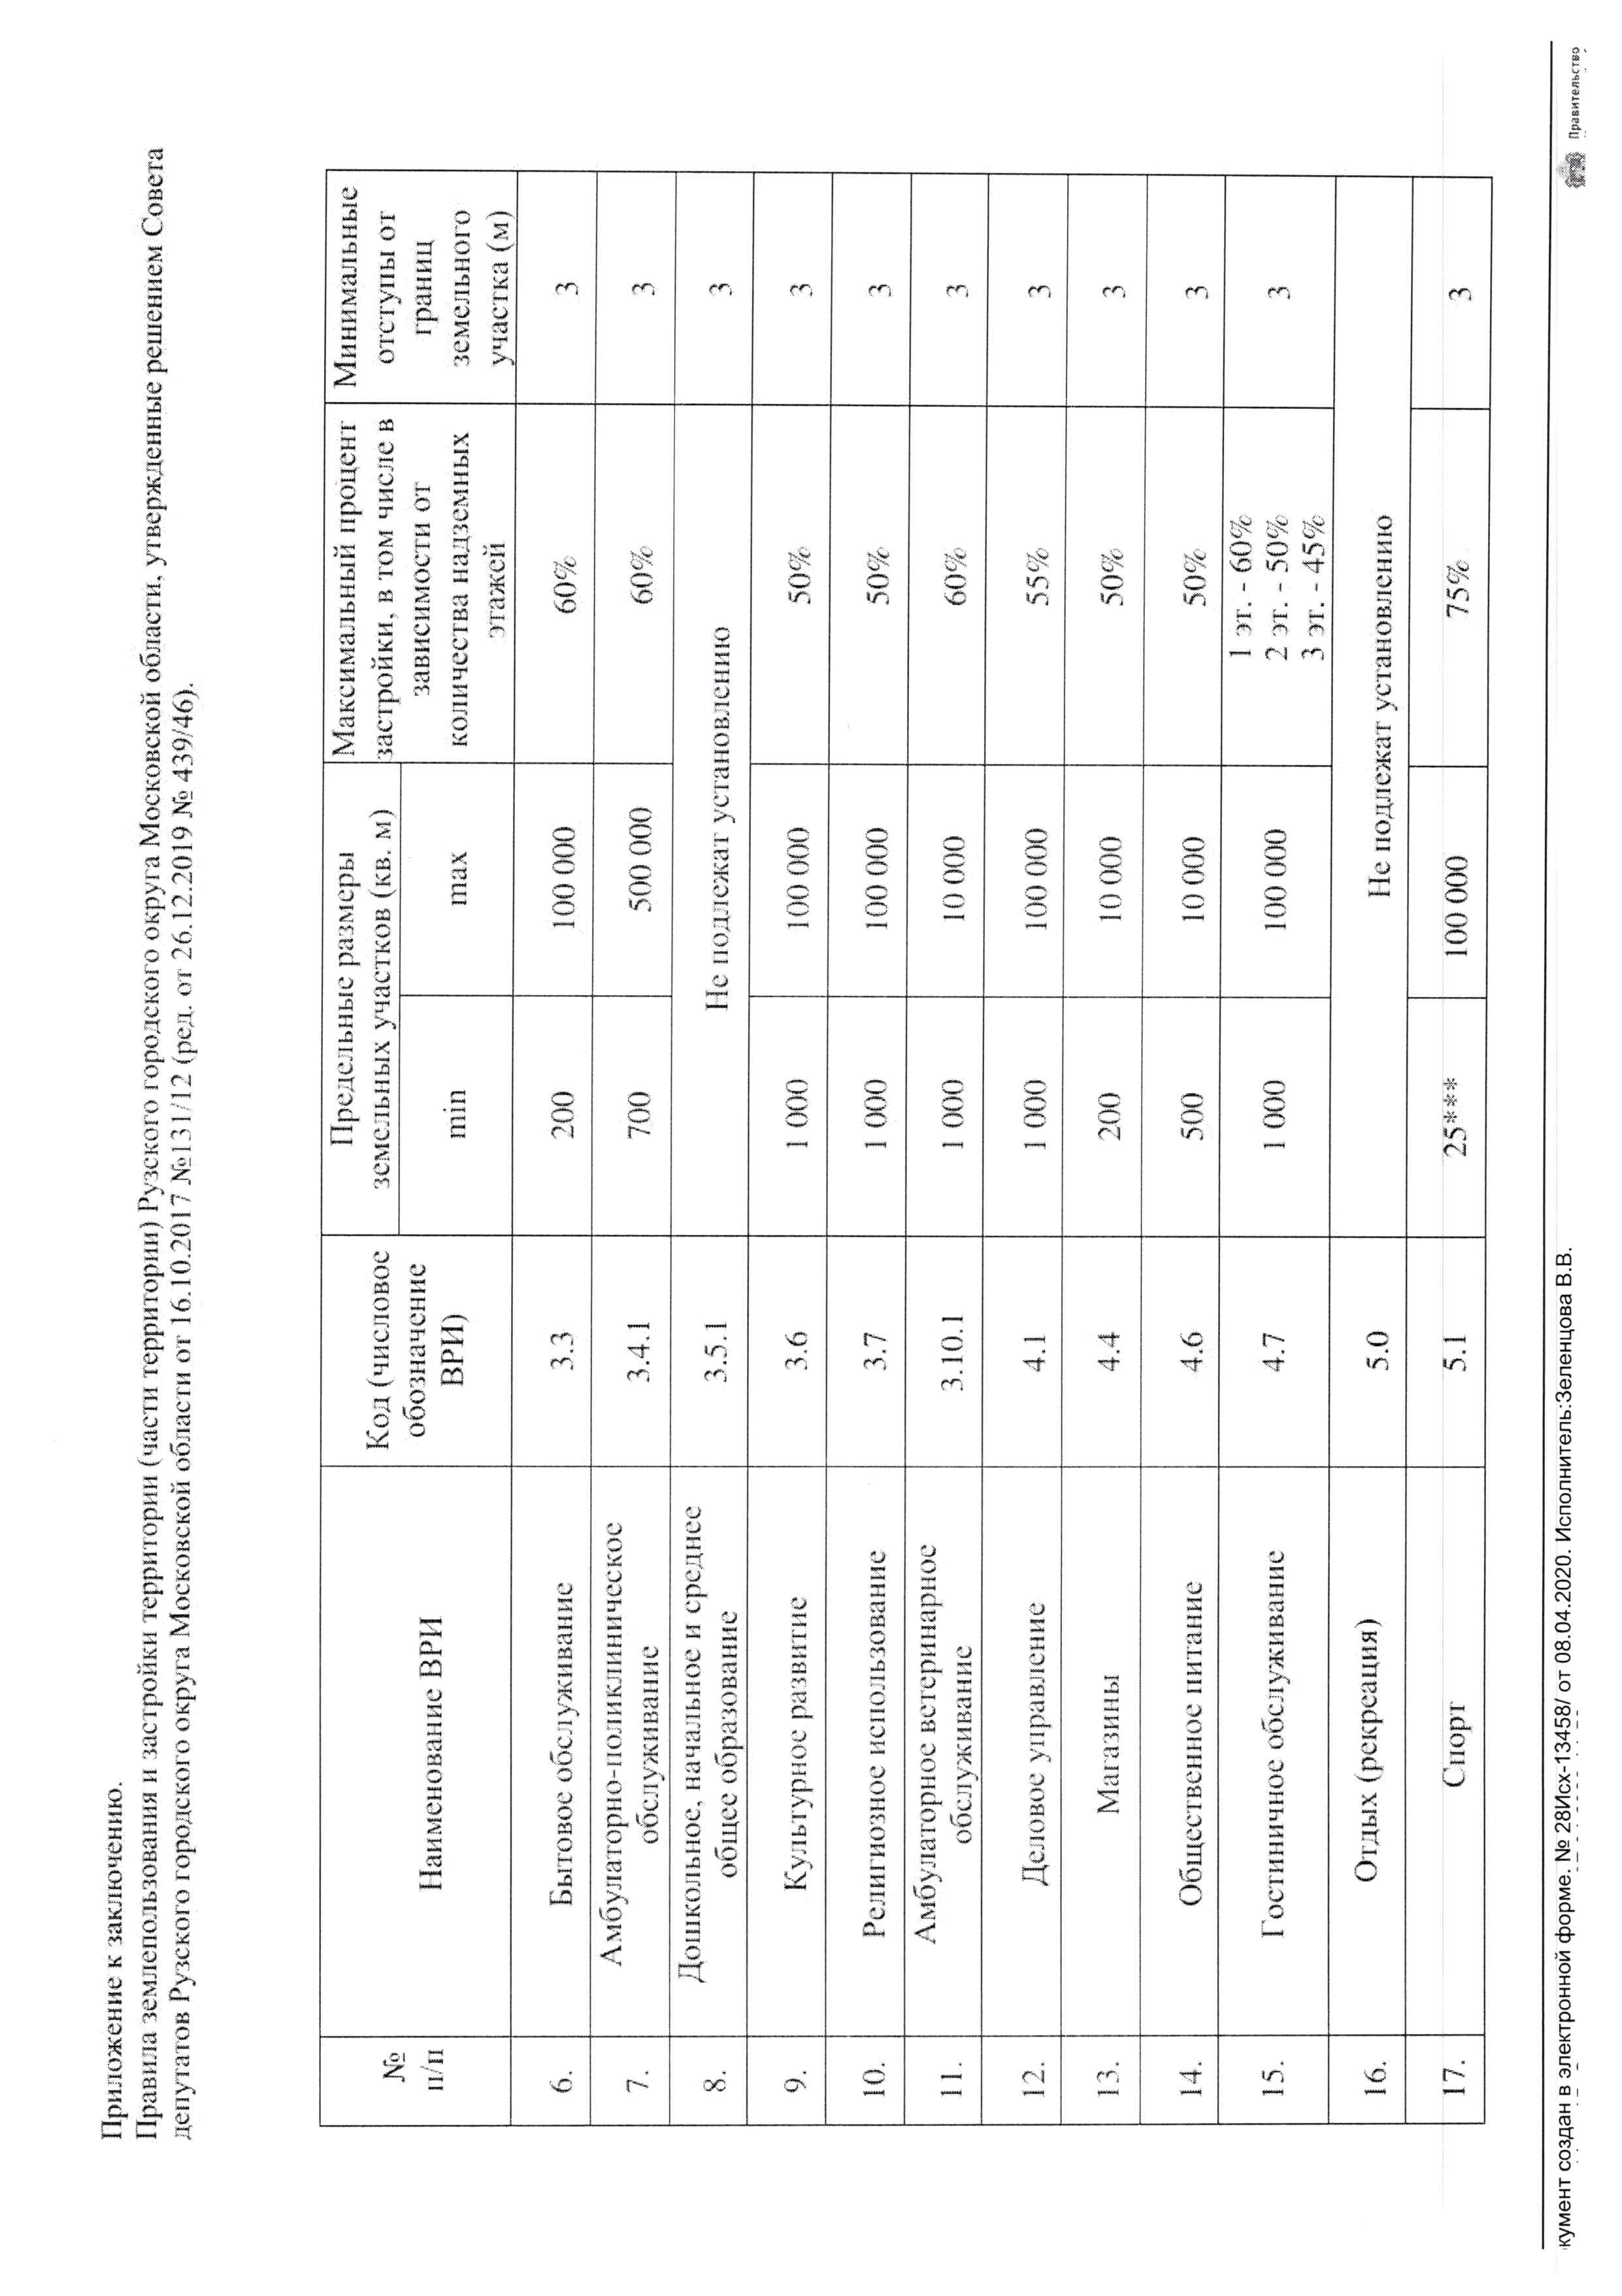 Приложение к заключению.
Правила землепользования и застройки территории (части территории) Рузского городского округа Московской области, утвержденные решением Совета
депутатов Рузского городского округа Московской области от 16.10.2017 №131/12 (ред. от 26.12.2019 № 439/46).
№
п/п
Наименование ВРИ
Код (числовое
обозначение
ВРИ)
Предельные размеры
земельных участков (кв. м)
min
max
Максимальный процент
застройки, в том числе в
зависимости от
количества надземных
этажей
Минимальные
отступы от
границ
земельного
участка (м)
6. Бытовое обслуживание 3.3 200 100 000 60% 3
7. Амбулаторно-поликлиническое
обслуживание 3.4.1 700 500 000 60% 3
8. Дошкольное, начальное и среднее
общее образование 3.5.1 Не подлежат установлению 3
9. Культурное развитие 3.6 1 000 100 000 50% 3
10. Религиозное использование 3.7 1 000 100 000 50% 3
11. Амбулаторное ветеринарное
обслуживание 3.10.1 1 000 10 000 60% 3
12. Деловое управление 4.1 1 000 100 000 55% 3
13. Магазины 4.4 200 10 000 50% 3
14. Общественное питание 4.6 500 10 000 50% 3
15. Гостиничное обслуживание 4.7 1 000 100 000 1 эт. - 60%
2 эт. - 50%
3 эт. - 45%
3
16. Отдых (рекреация) 5.0 Не подлежат установлению
17. Спорт 5.1 25*** 100 000 75% 3
кумент создан в электронной форме. № 28Исх-13458/ от 08.04.2020. Исполнитель:Зеленцова В.В.
Правительство